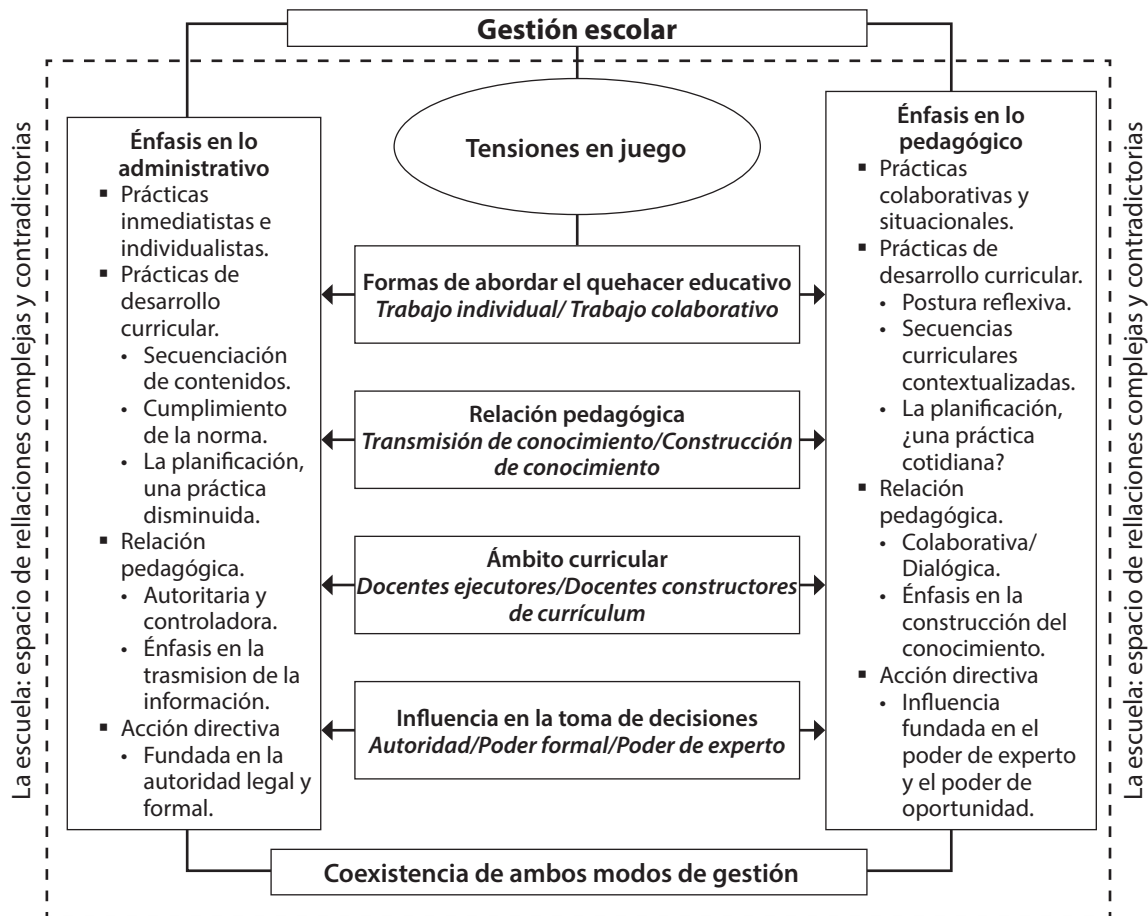 Gestión escolar
La escuela: espacio de rellaciones complejas y contradictorias
Énfasis en lo
administrativo
▪ Prácticas
inmediatistas e
individualistas.
▪ Prácticas de
desarrollo
curricular.
• Secuenciación
de contenidos.
• Cumplimiento
de la norma.
• La planificación,
una práctica
disminuida.
▪ Relación
pedagógica.
• Autoritaria y
controladora.
• Énfasis en la
trasmision de la
información.
▪ Acción directiva
• Fundada en la
autoridad legal y
formal.
Tensiones en juego
Formas de abordar el quehacer educativo
Trabajo individual/ Trabajo colaborativo
Relación pedagógica
Transmisión de conocimiento/Construcción
de conocimiento
Ámbito curricular
Docentes ejecutores/Docentes constructores
de currículum
Influencia en la toma de decisiones
Autoridad/Poder formal/Poder de experto
Énfasis en lo
pedagógico
▪ Prácticas
colaborativas y
situacionales.
▪ Prácticas de
desarrollo curricular.
• Postura reflexiva.
• Secuencias
curriculares
contextualizadas.
• La planificación,
¿una práctica
cotidiana?
▪ Relación
pedagógica.
• Colaborativa/
Dialógica.
• Énfasis en la
construcción del
conocimiento.
▪ Acción directiva
• Influencia
fundada en el
poder de experto
y el poder de
oportunidad.
La escuela: espacio de rellaciones complejas y contradictorias
Coexistencia de ambos modos de gestión